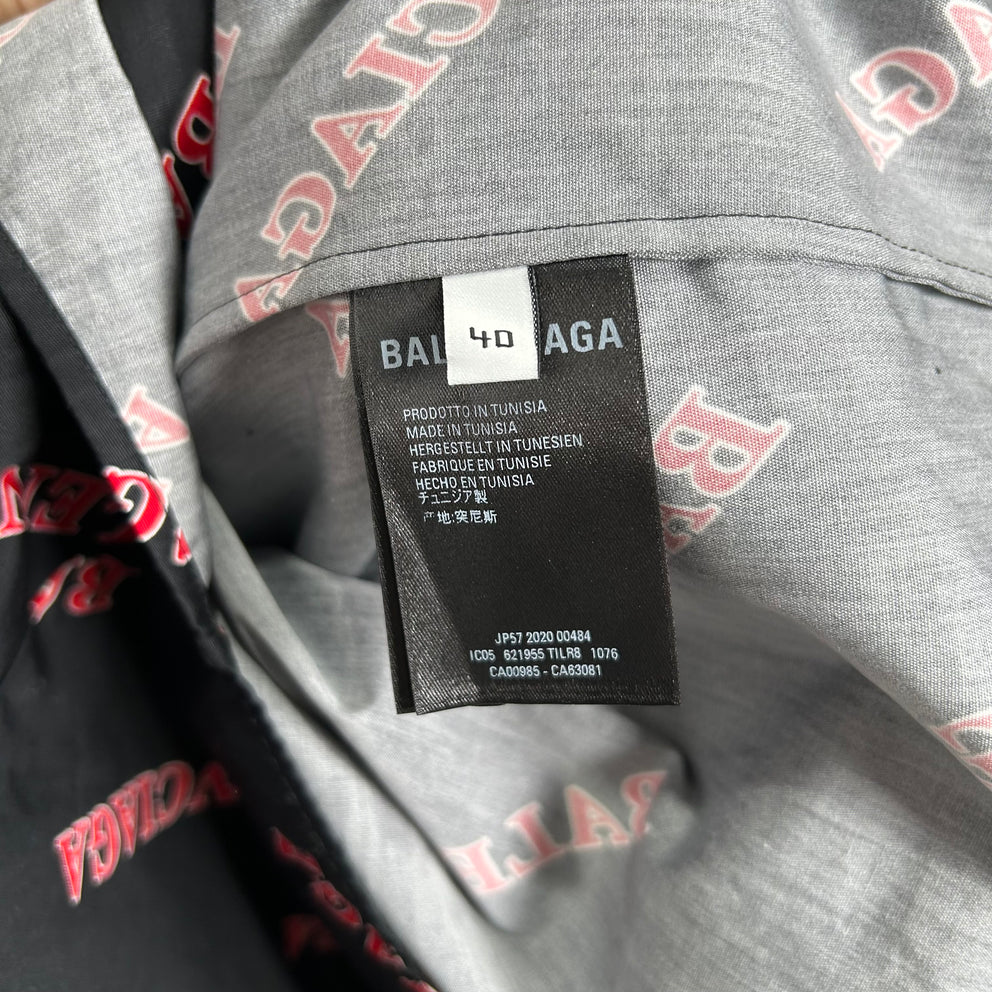 CIAGA
BAL AGA
40
PRODOTTO IN TUNISIA
MADE IN TUNISIA
HERGESTELLT IN TUNESIEN
FABRIQUE EN TUNISIE
HECHO EN TUNISIA
チュニジア製
产地:突尼斯
JP57 2020 00484
IC05 621955 TILR8 1076
CA00985 - CA63081
BALE